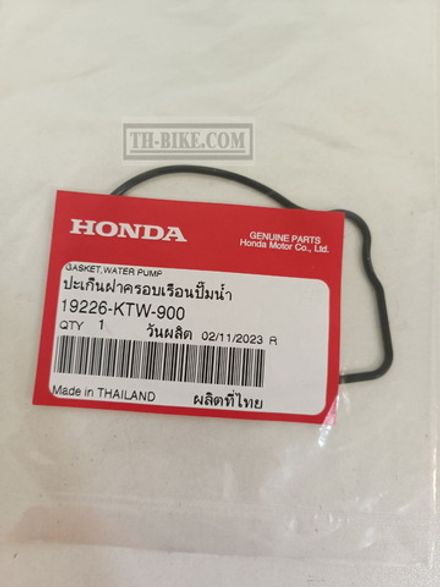 TH-BIKE.COM
HONDA
GENUINE PARTS
Honda Motor Co., Ltd.
GASKET,WATER PUMP
ปะเก็นฝาครอบเรือนปั๊มน้ำ
19226-KTW-900
QTY 1 วันผลิต 02/11/2023 R
Made in THAILAND ผลิตที่ไทย